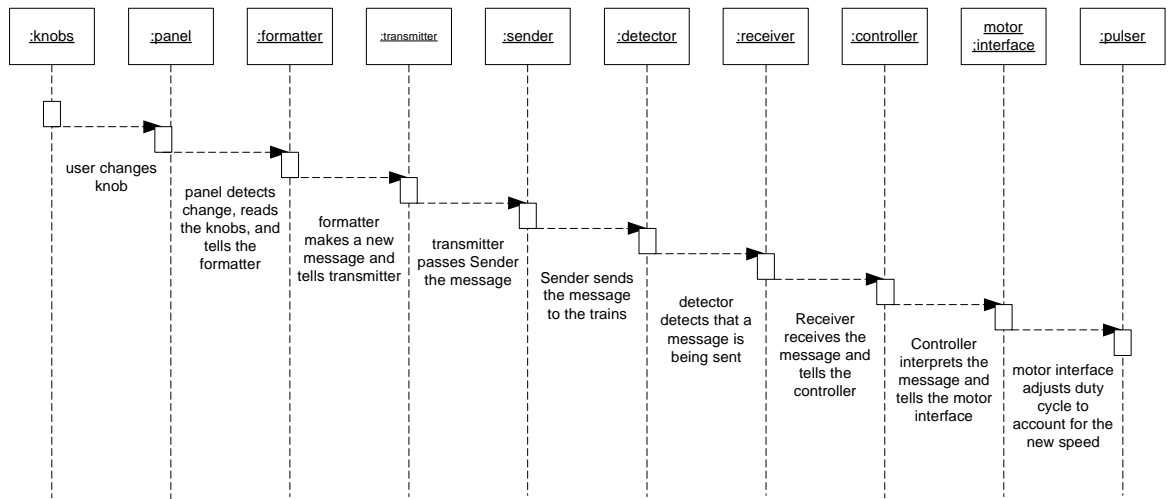 :knobs
:panel
:formatter
:transmitter
:sender
:detector
:receiver
:controller
motor
:interface
:pulser
user changes
knob
panel detects
change, reads
the knobs, and
tells the
formatter
formatter
makes a new
message and
tells transmitter
transmitter
passes Sender
the message
Sender sends
the message
to the trains
detector
detects that a
message is
being sent
Receiver
receives the
message and
tells the
controller
Controller
interprets the
message and
tells the motor
interface
motor interface
adjusts duty
cycle to
account for the
new speed